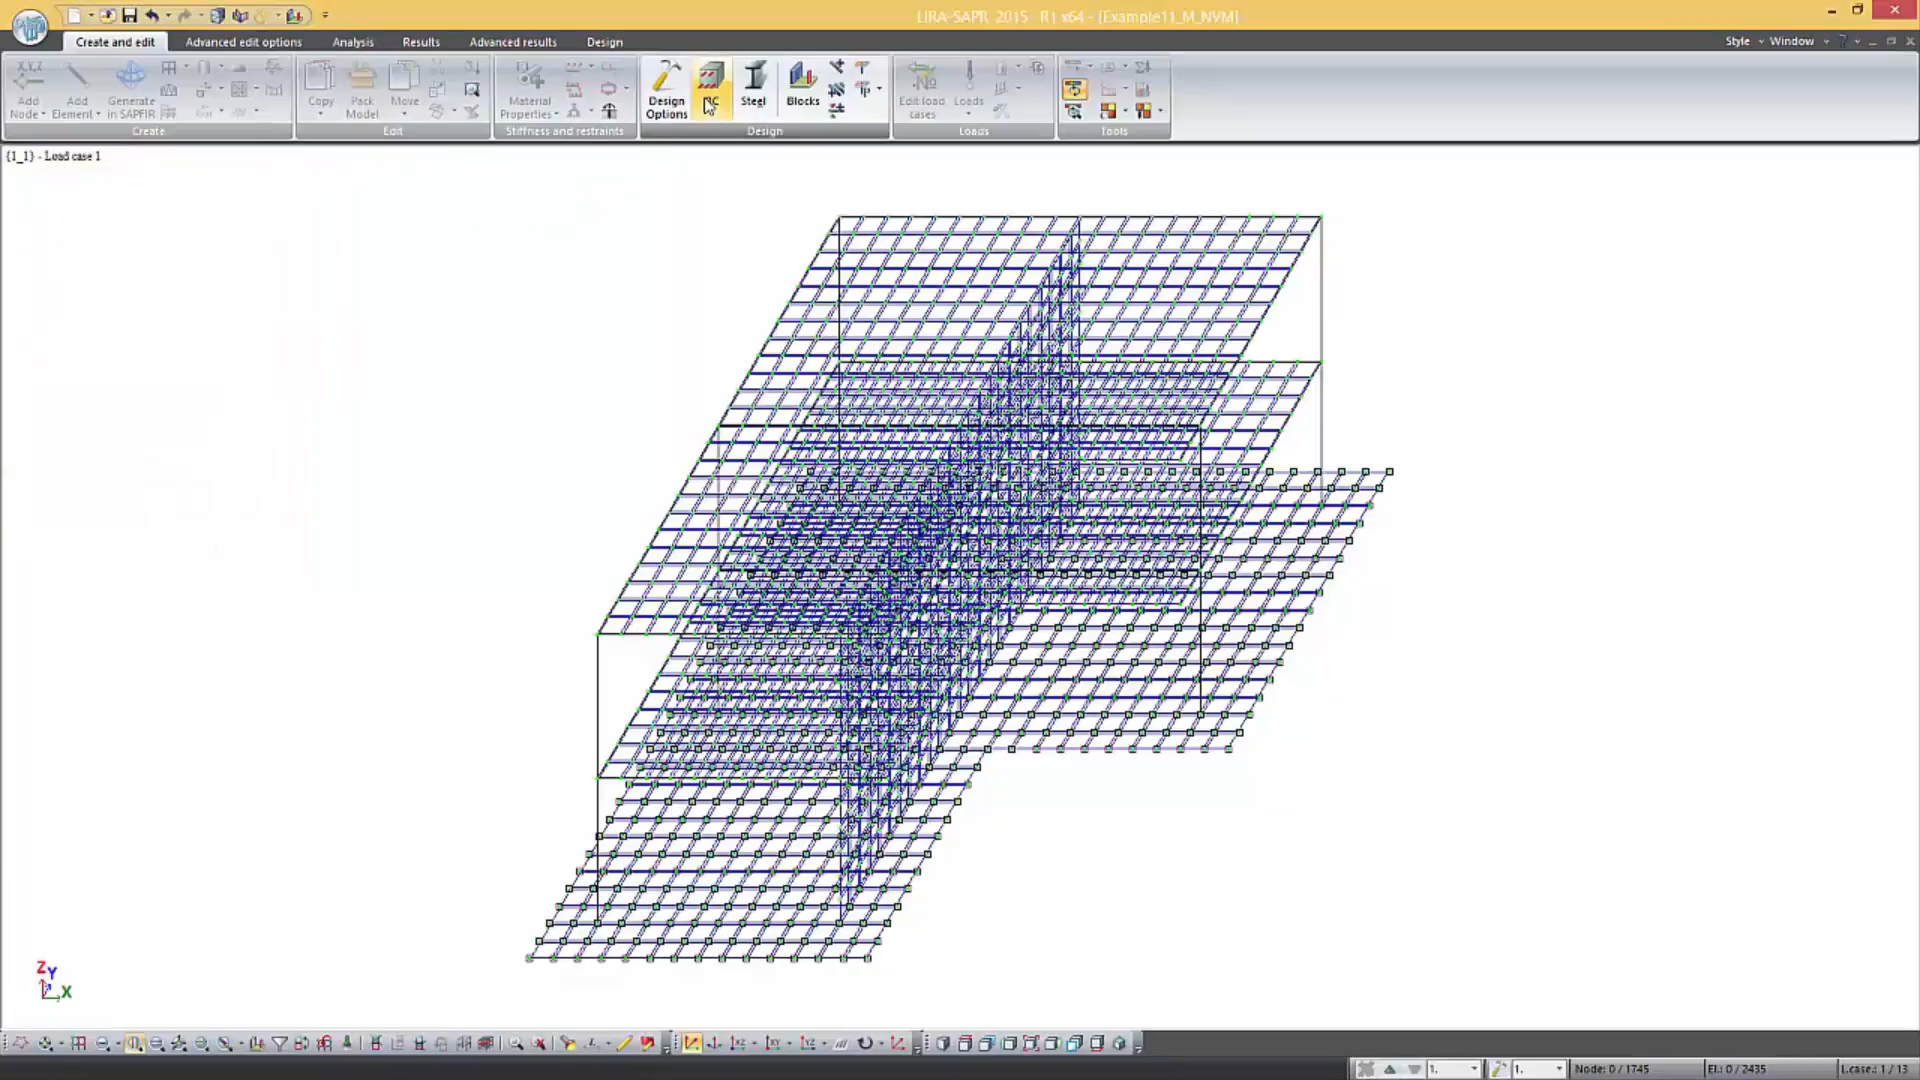 LIRA-SAPR 2015 R1 x64 - [Example11_M_NVM]
Create and edit
Advanced edit options
Analysis
Results
Advanced results
Design
Style
Window
X,Y,Z
Add Node
Add Element
Generate in SAPFIR
Create
Copy
Pack Model
Move
Edit
Material Properties
Stiffness and restraints
Design Options
RC
Steel
Blocks
Design
Edit load cases
Loads
Loads
Tools
{1_1} - Load case 1
Z
Y
X
1.
1.
Node: 0 / 1745
El.: 0 / 2435
L.case.: 1 / 13